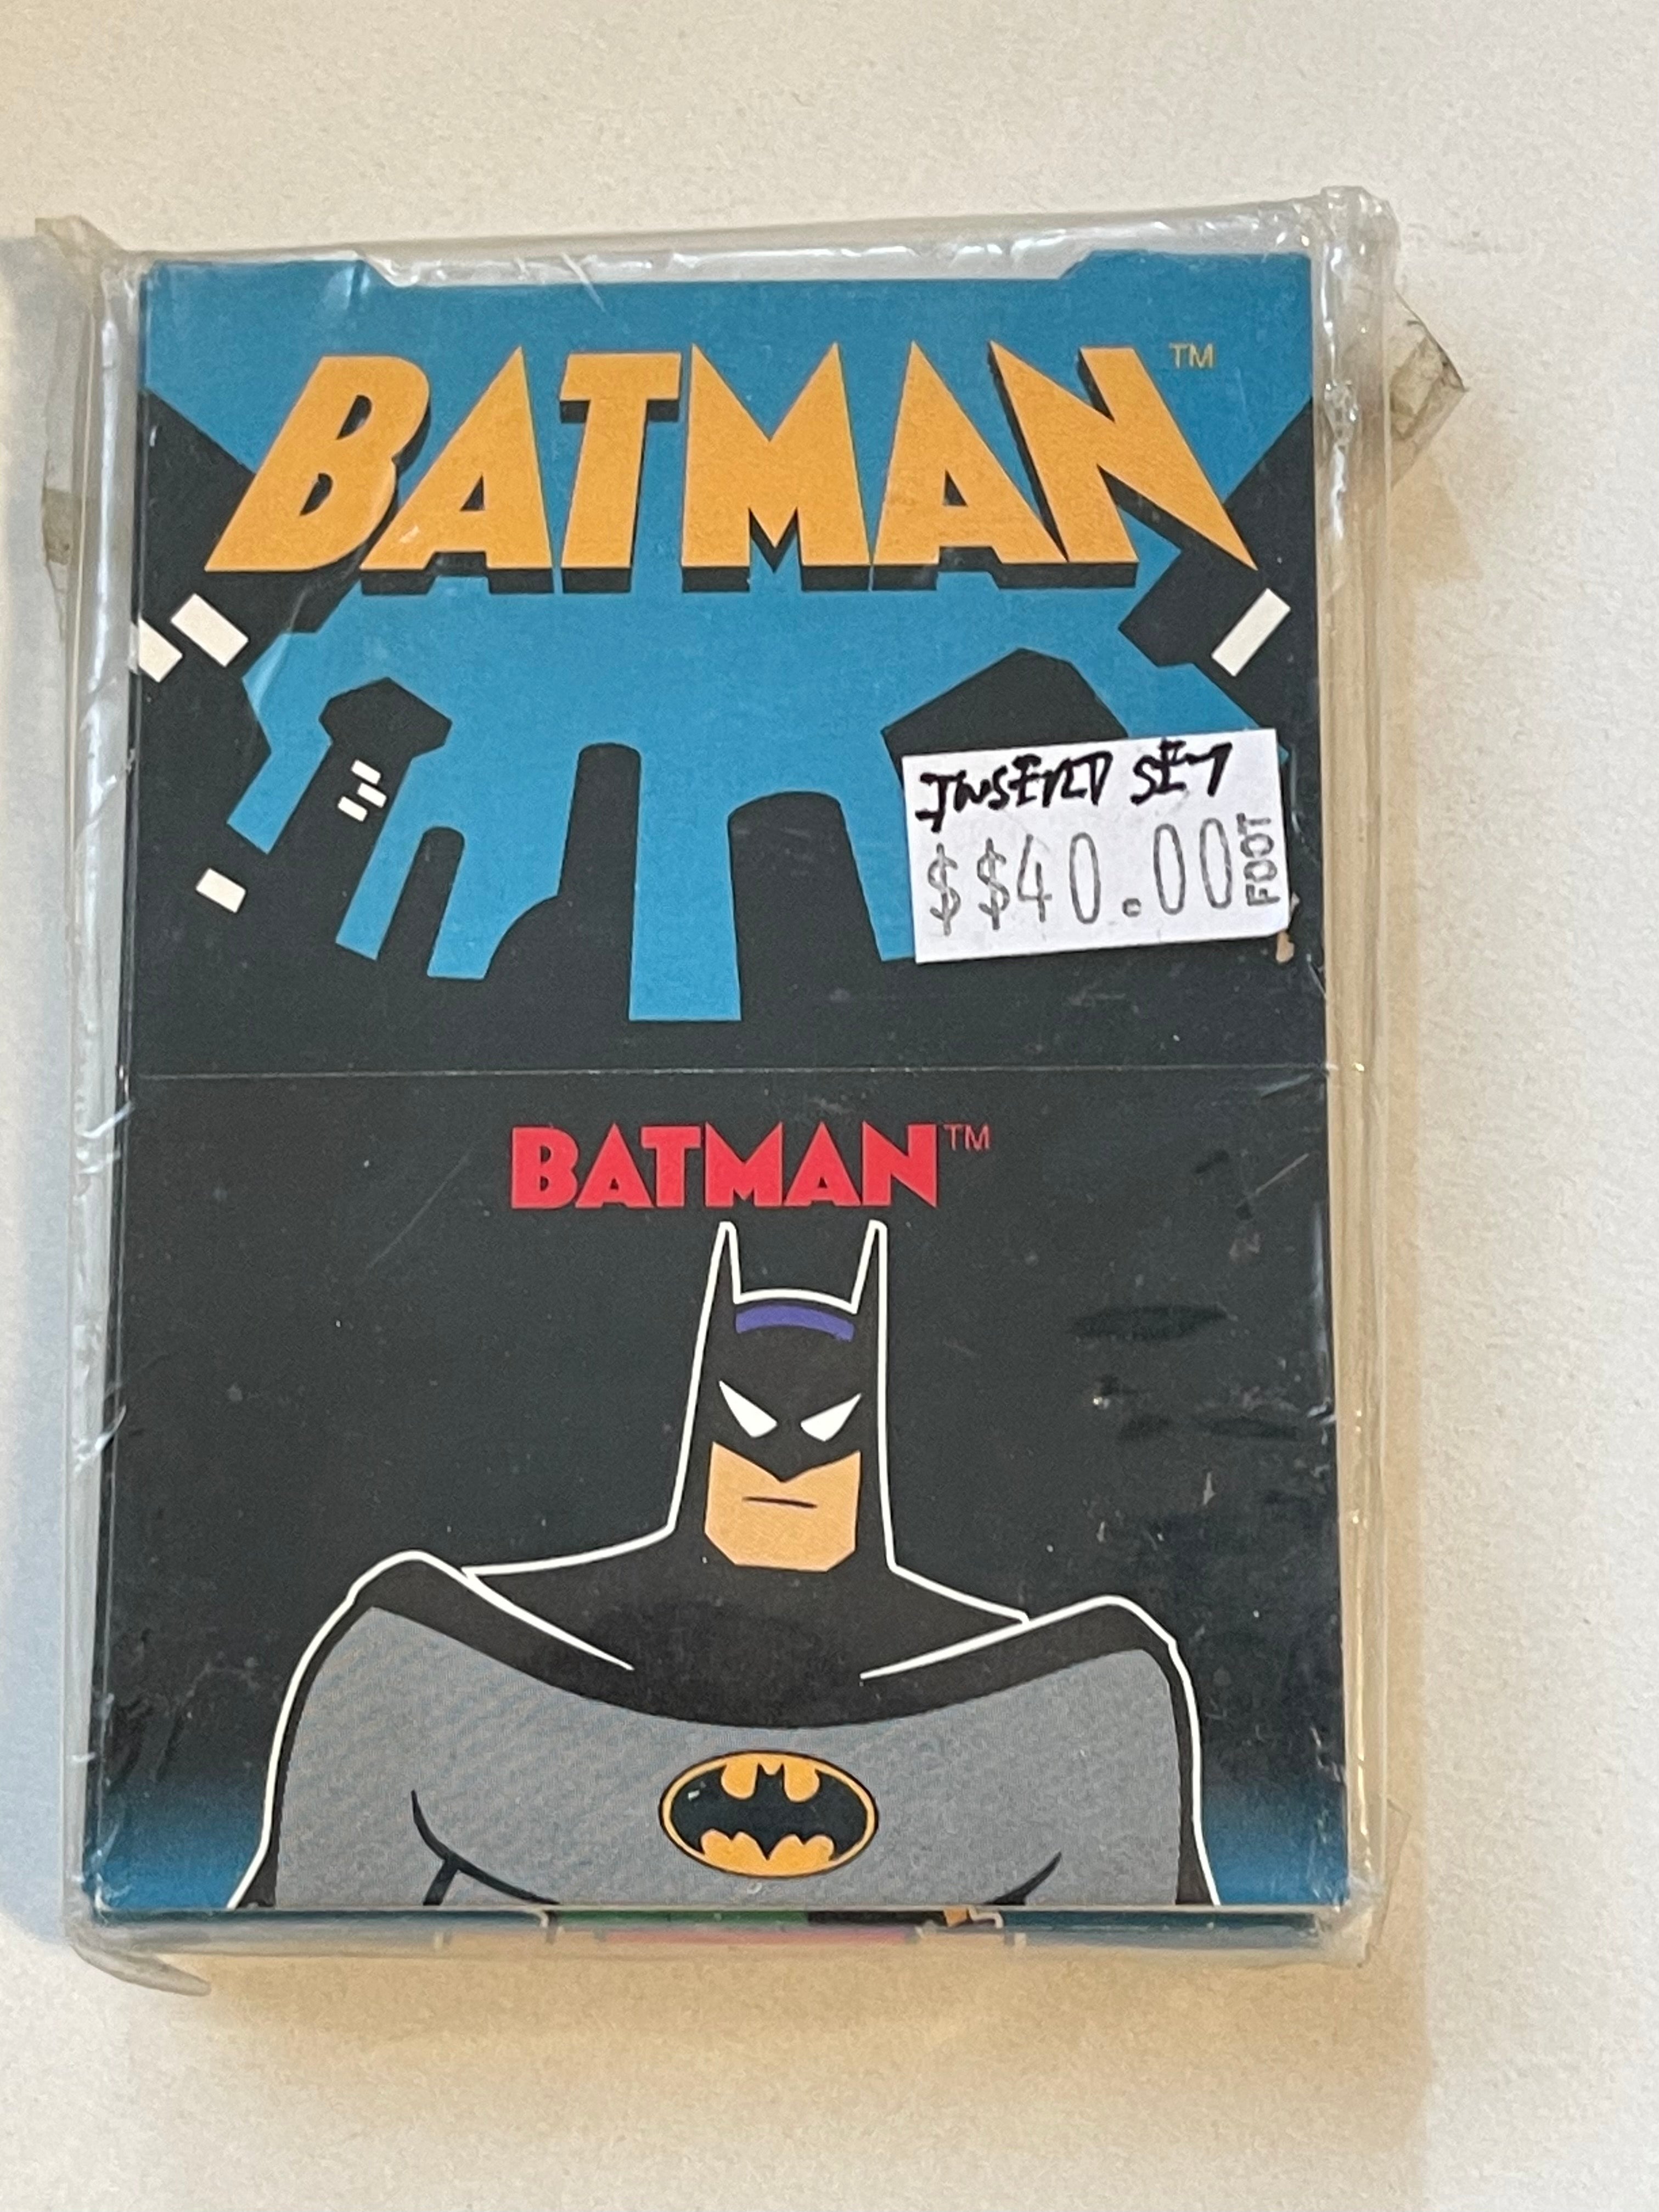 BATMAN™
INSERT SET
$$40.00
FOOT
BATMAN™